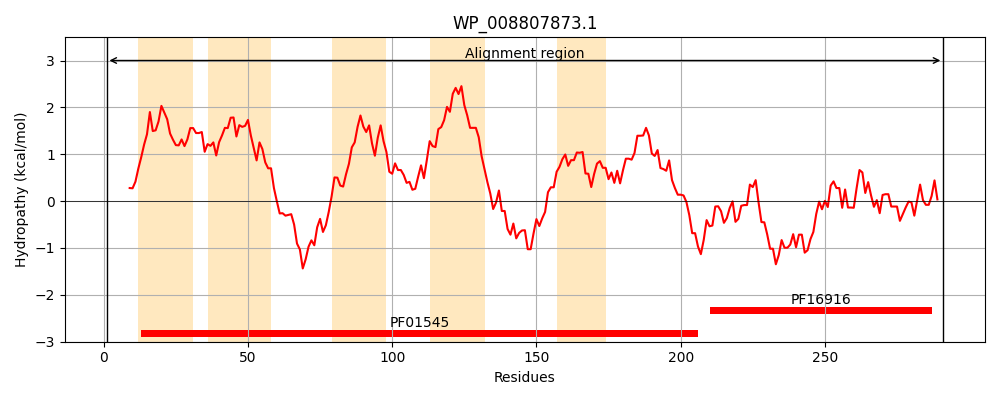 WP_008807873.1
Alignment region
Hydropathy (kcal/mol)
3
2
1
0
−1
−2
−3
PF16916
PF01545
0 50 100 150 200 250
Residues